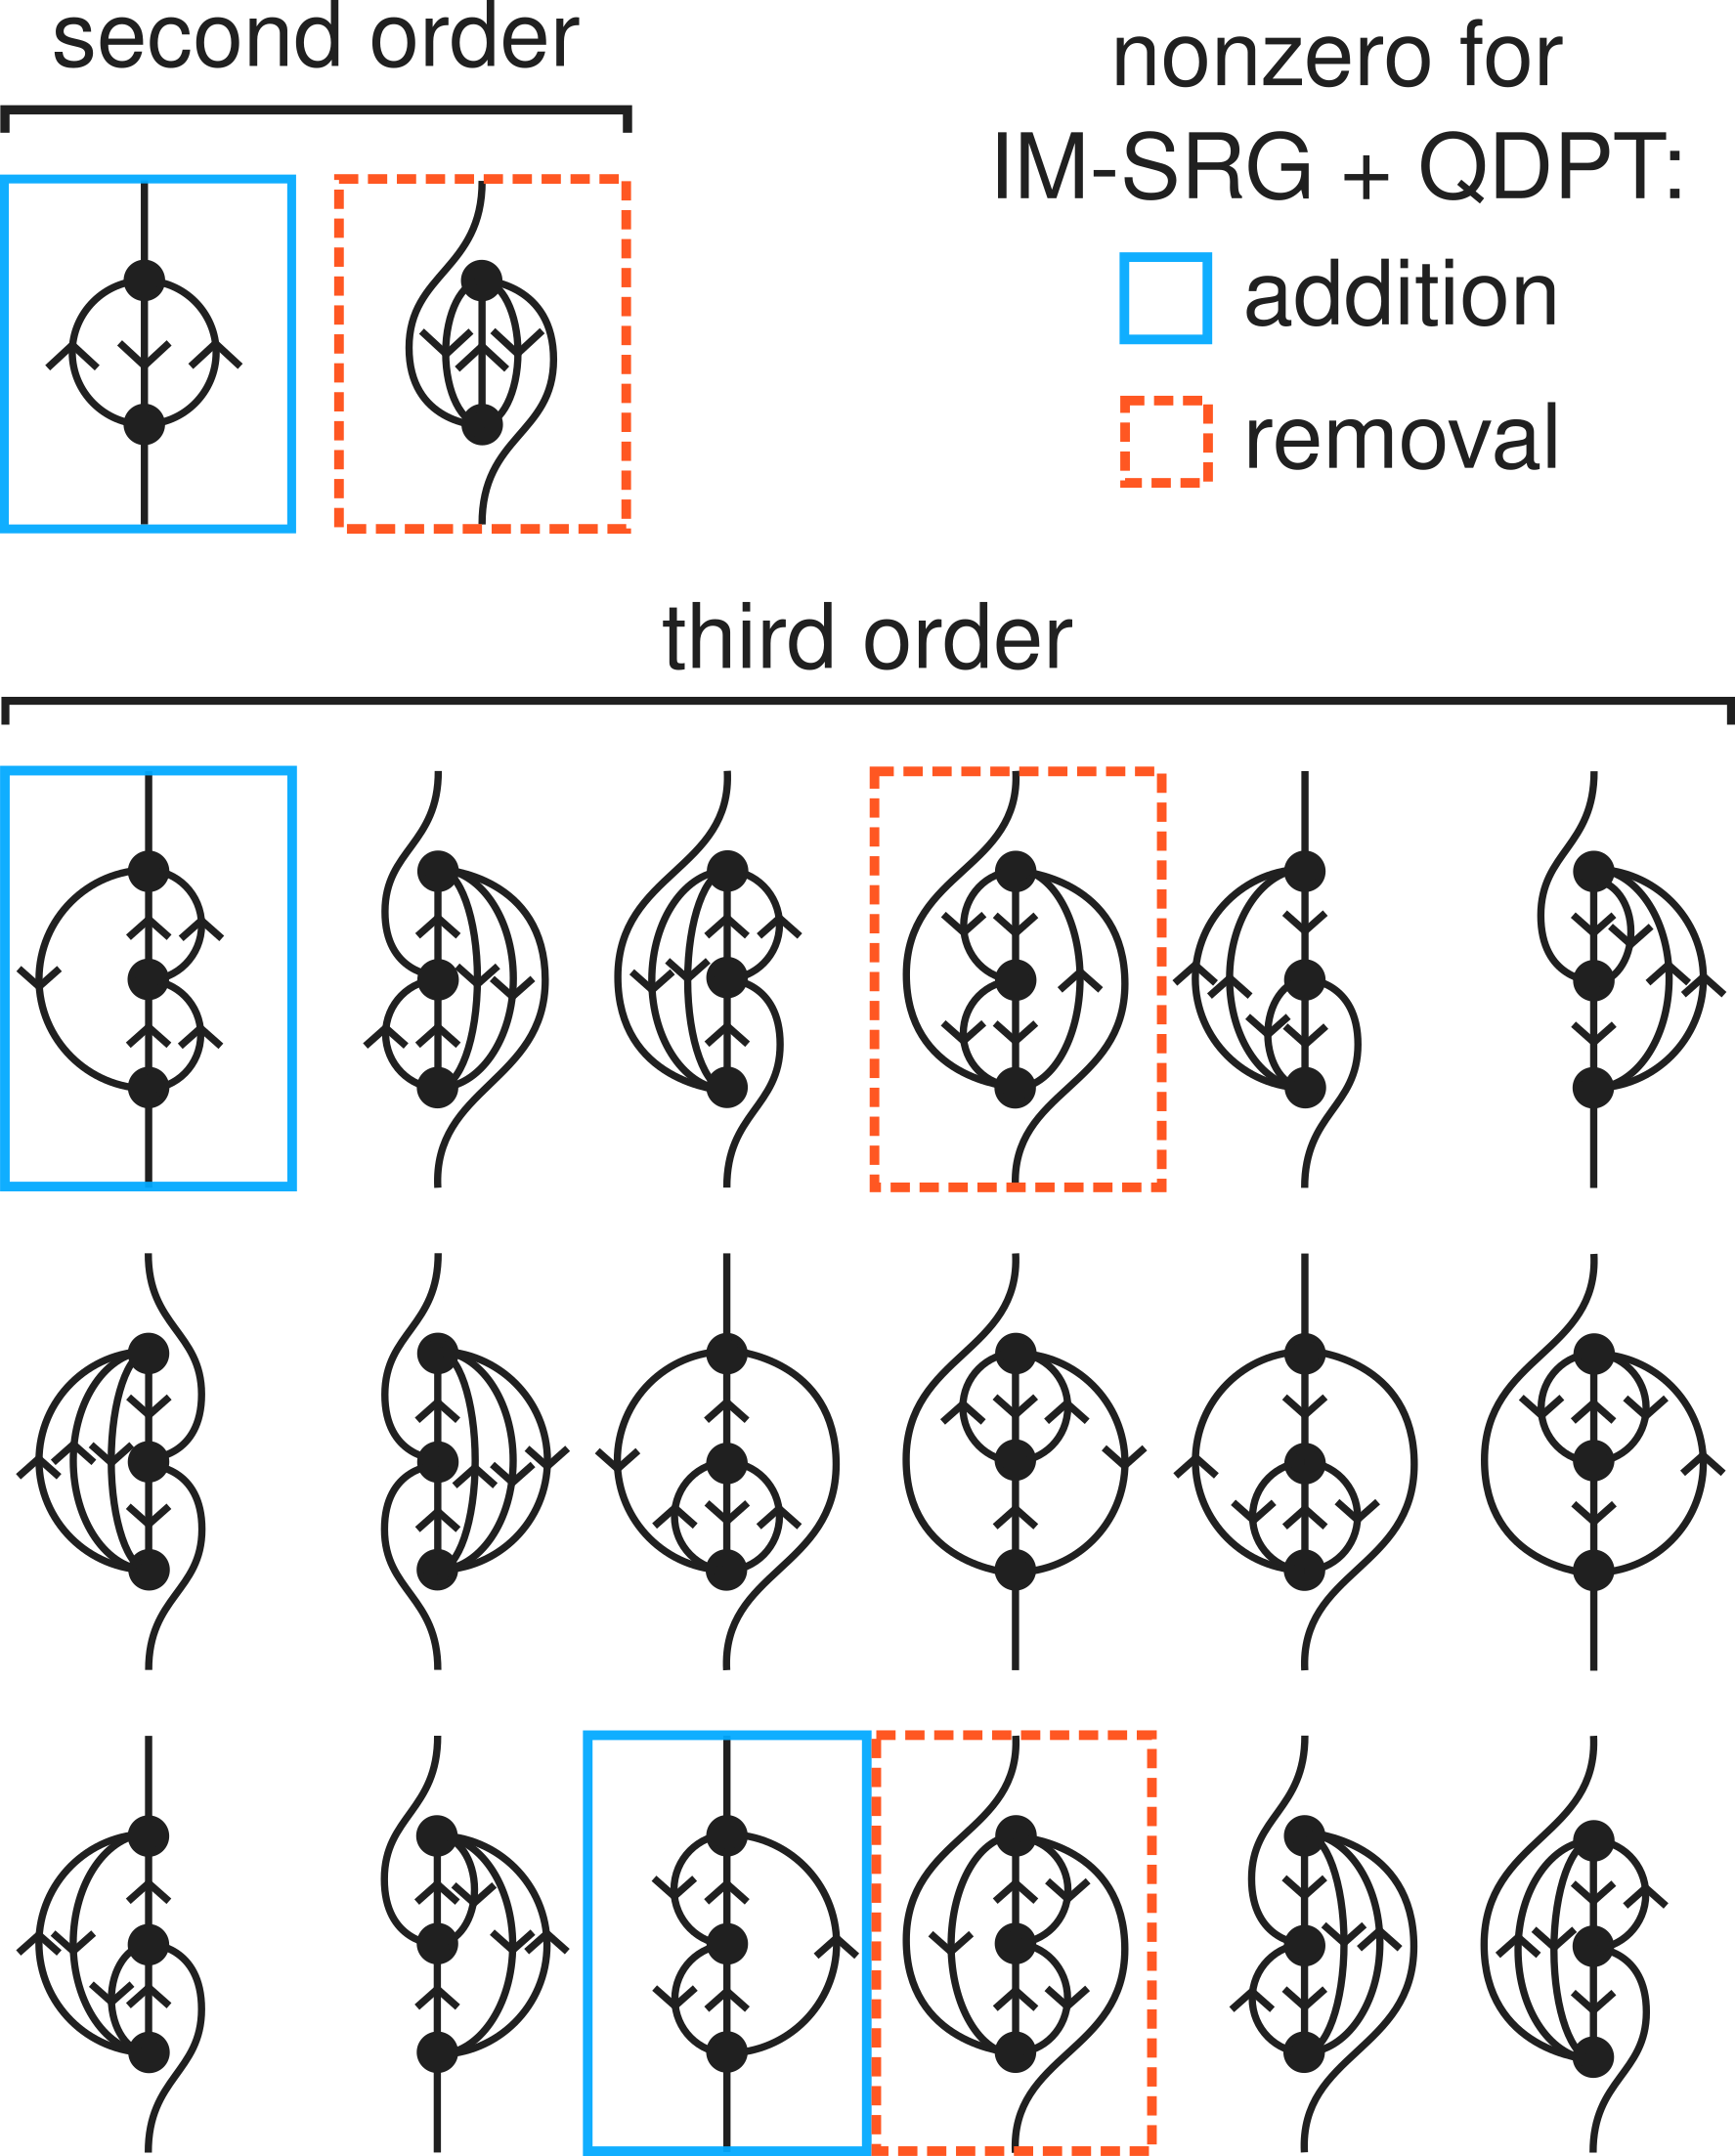 second order
nonzero for
IM-SRG + QDPT:
addition
removal
third order